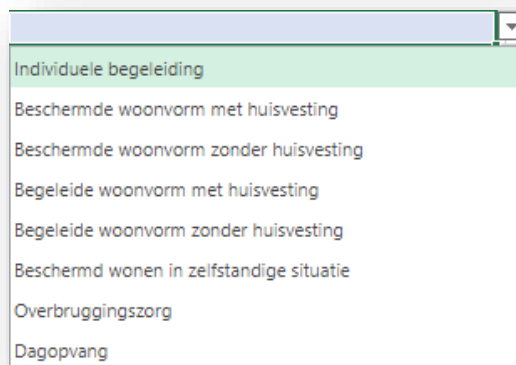 Individuele begeleiding
Beschermde woonvorm met huisvesting
Beschermde woonvorm zonder huisvesting
Begeleide woonvorm met huisvesting
Begeleide woonvorm zonder huisvesting
Beschermd wonen in zelfstandige situatie
Overbruggingszorg
Dagopvang